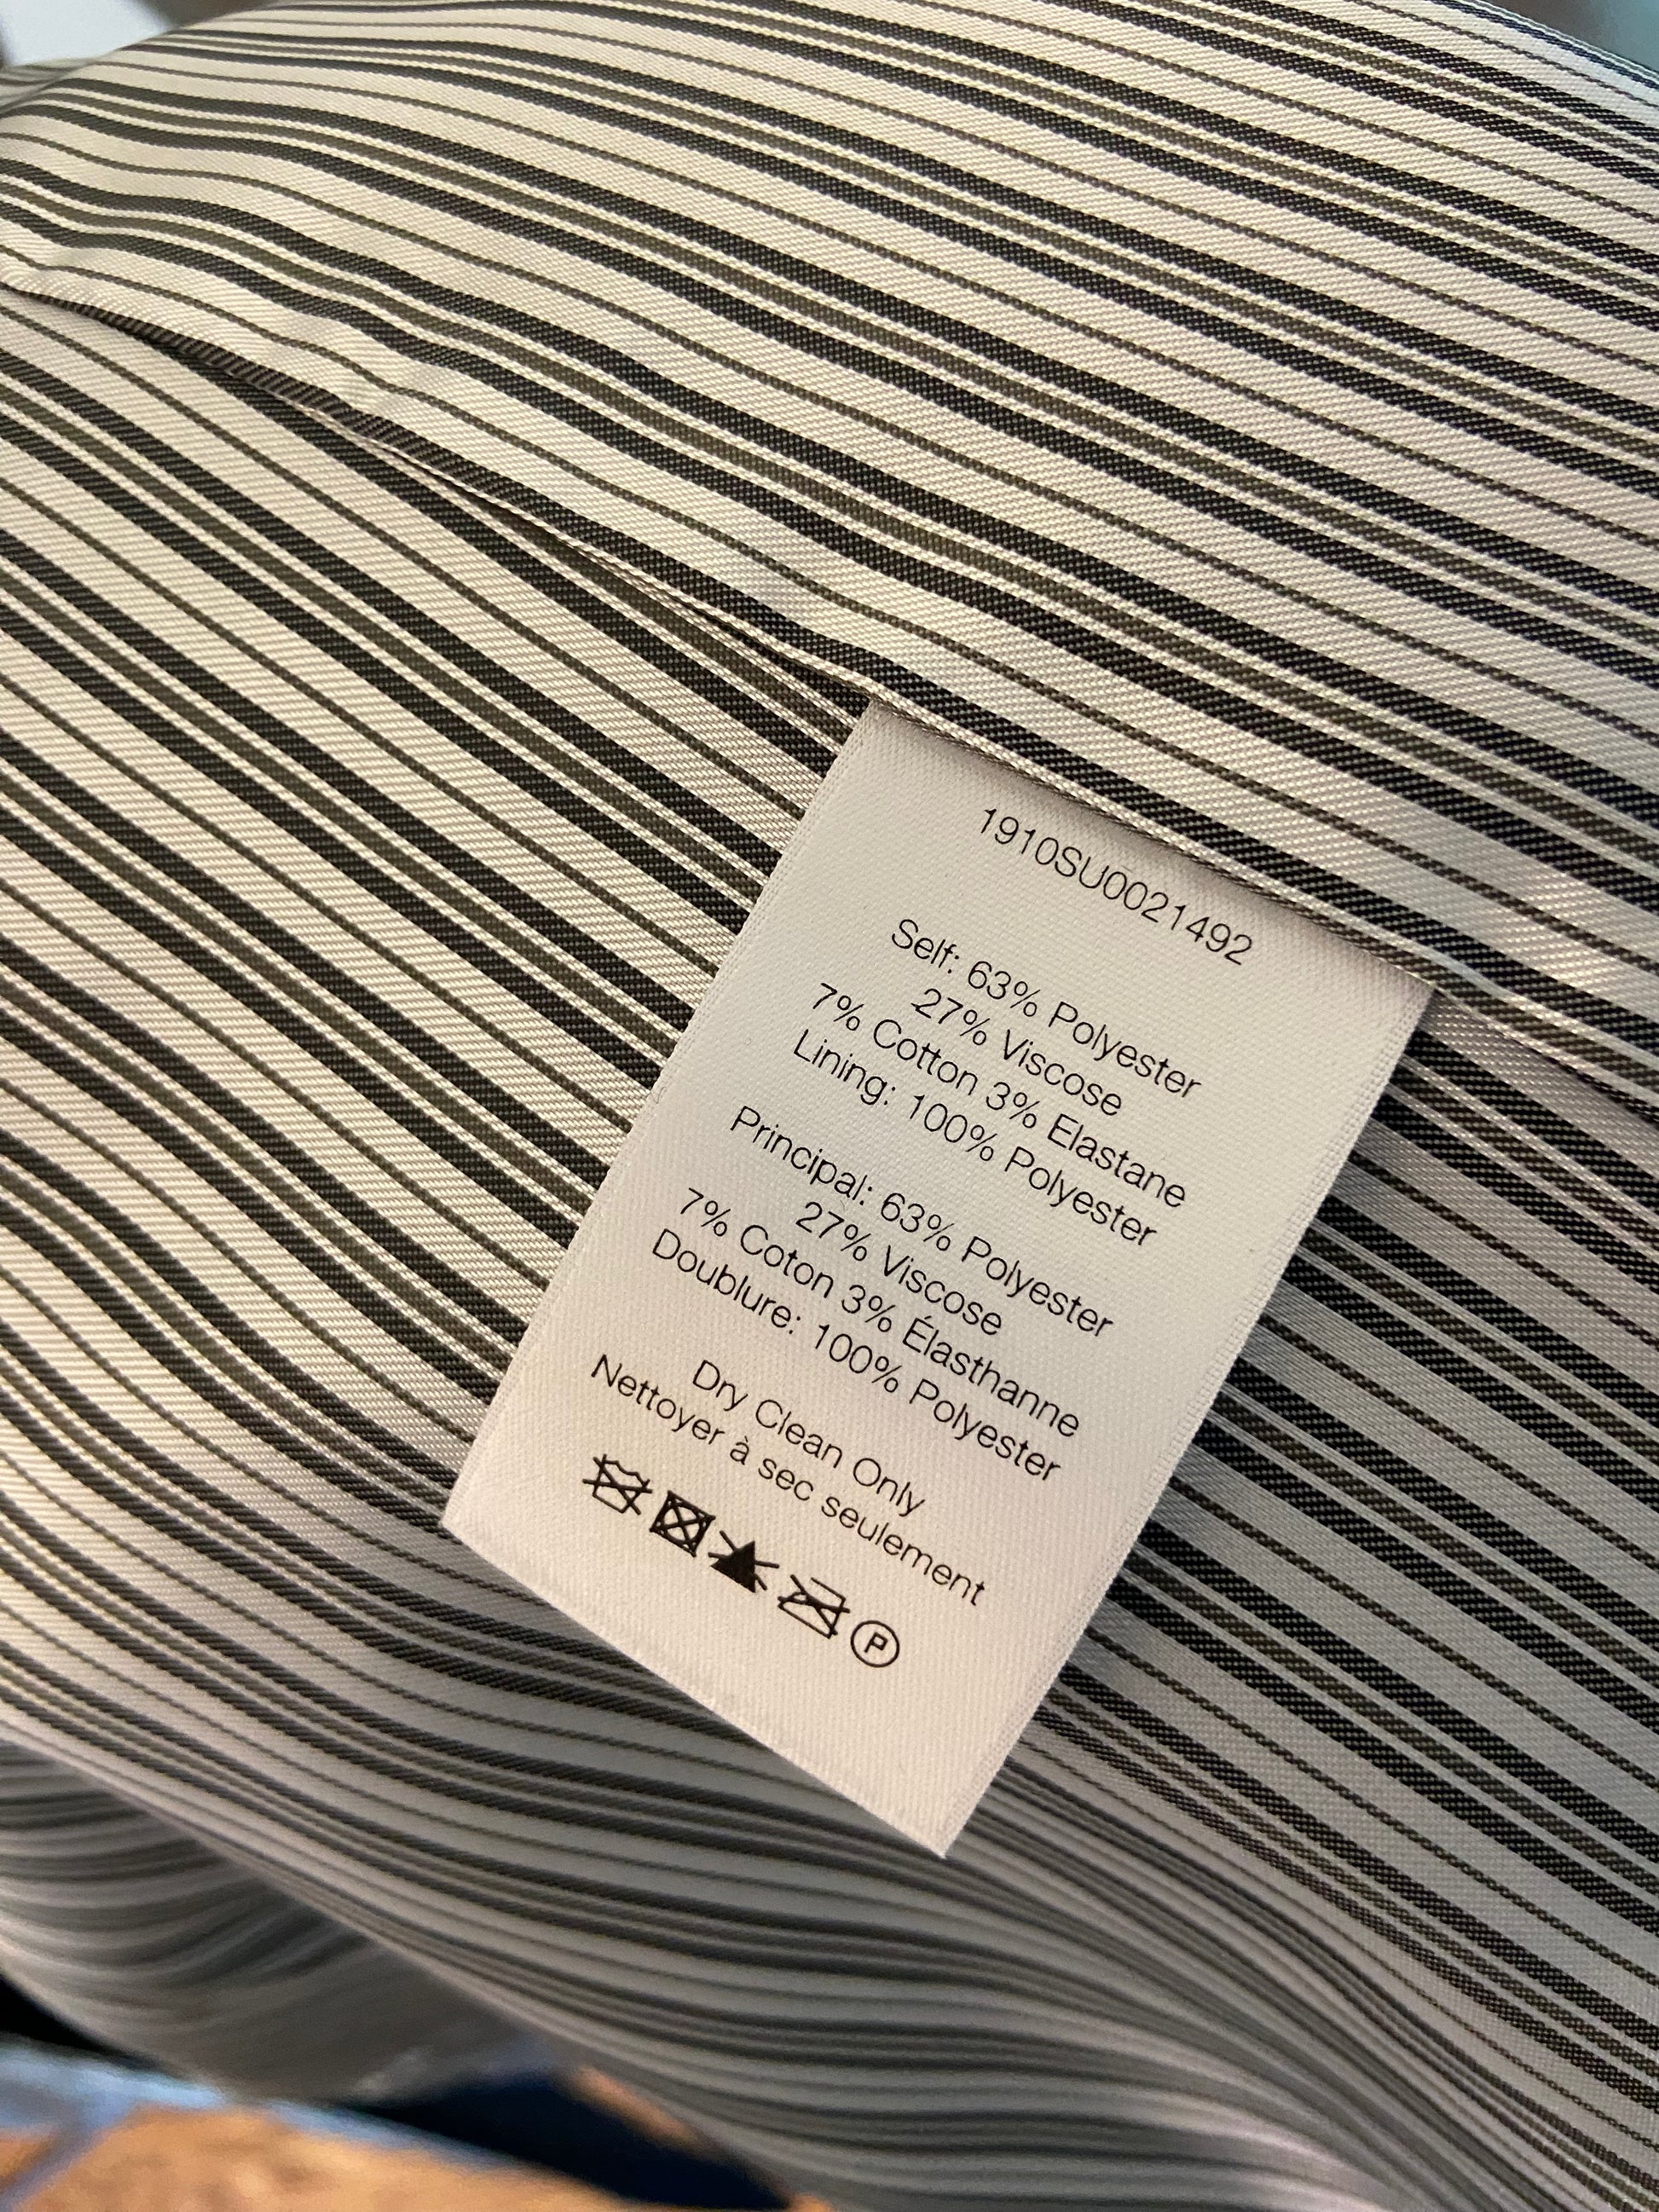 1910SU0021492
Self: 63% Polyester
27% Viscose
7% Cotton 3% Elastane
Lining: 100% Polyester
Principal: 63% Polyester
27% Viscose
7% Coton 3% Élasthanne
Doublure: 100% Polyester
Dry Clean Only
Nettoyer à sec seulement
P